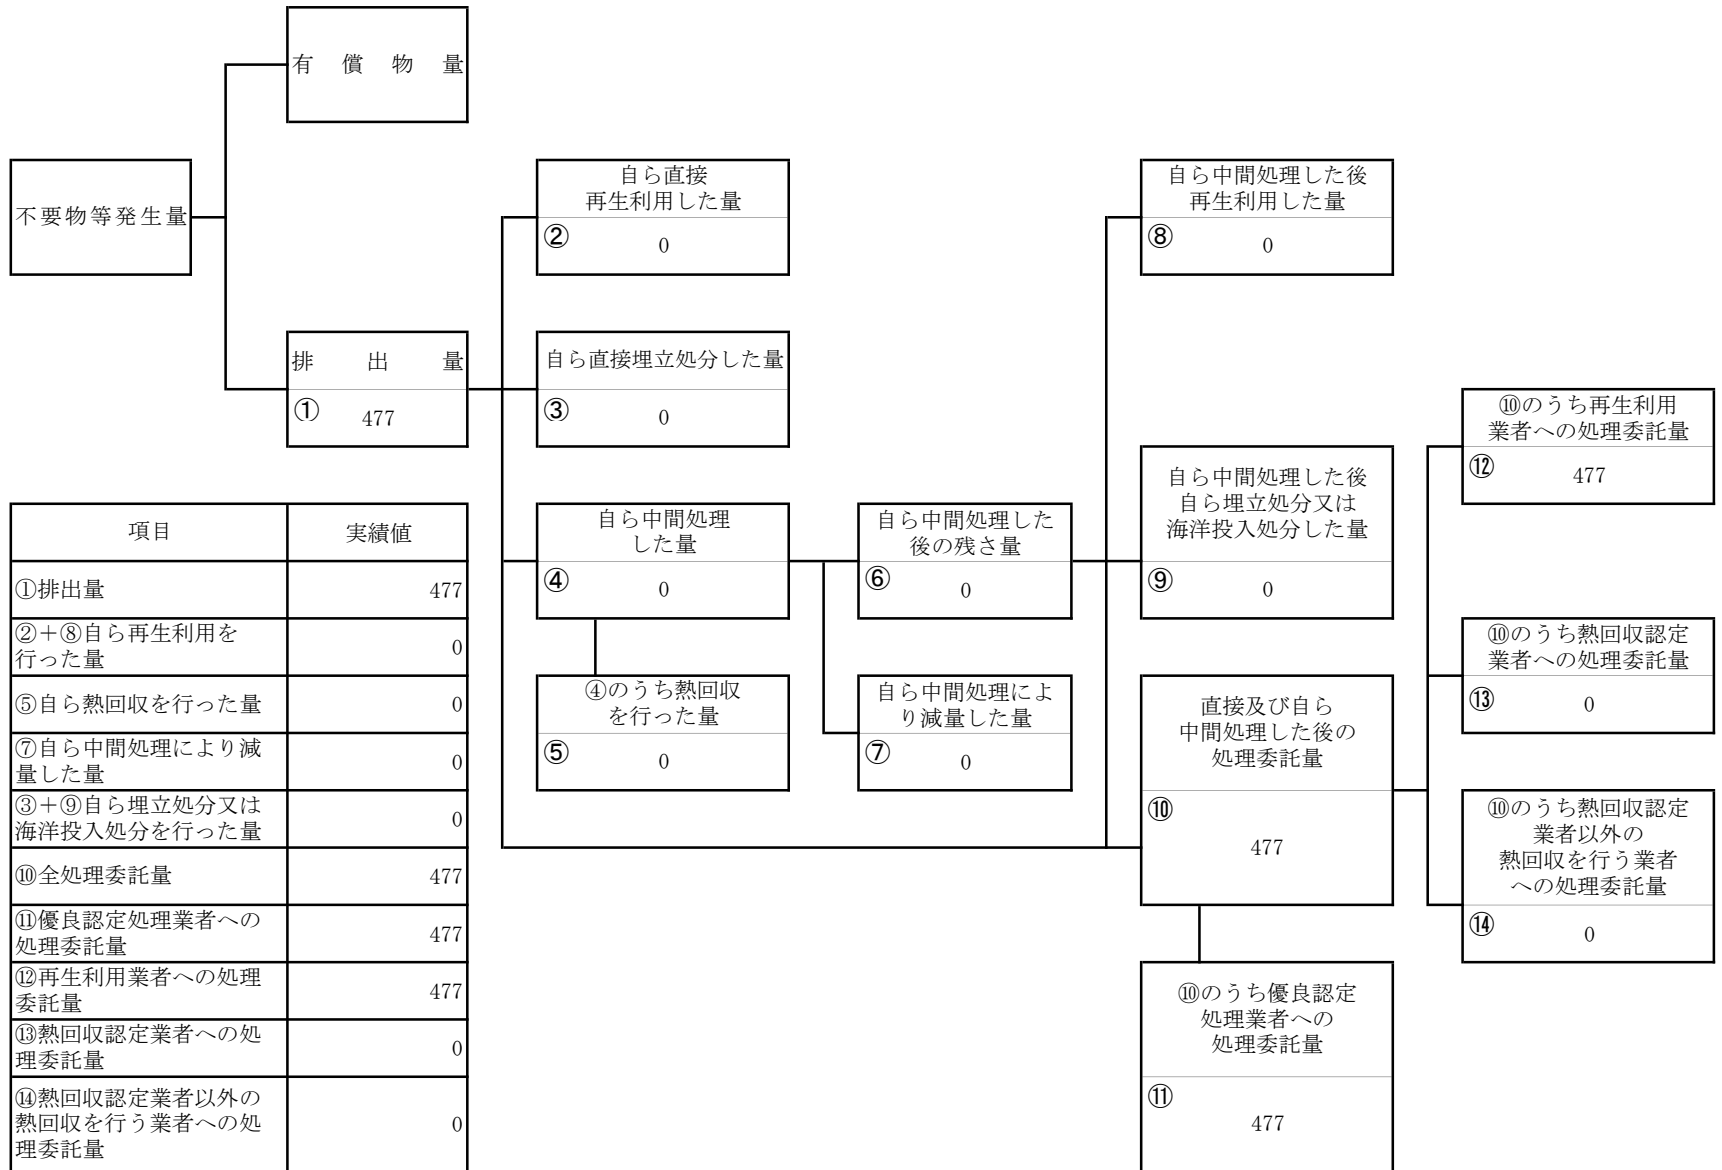 有償物量
不要物等発生量
排出量
① 477
自ら直接
再生利用した量
② 0
自ら直接埋立処分した量
③ 0
自ら中間処理
した量
④ 0
④のうち熱回収
を行った量
⑤ 0
自ら中間処理した
後の残さ量
⑥ 0
自ら中間処理によ
り減量した量
⑦ 0
自ら中間処理した後
再生利用した量
⑧ 0
自ら中間処理した後
自ら埋立処分又は
海洋投入処分した量
⑨ 0
直接及び自ら
中間処理した後の
処理委託量
⑩
477
⑩のうち優良認定
処理業者への
処理委託量
⑪
477
⑩のうち再生利用
業者への処理委託量
⑫ 477
⑩のうち熱回収認定
業者への処理委託量
⑬ 0
⑩のうち熱回収認定
業者以外の
熱回収を行う業者
への処理委託量
⑭ 0
項目 実績値
①排出量 477
②+⑧自ら再生利用を
行った量 0
⑤自ら熱回収を行った量 0
⑦自ら中間処理により減
量した量 0
③+⑨自ら埋立処分又は
海洋投入処分を行った量 0
⑩全処理委託量 477
⑪優良認定処理業者への
処理委託量 477
⑫再生利用業者への処理
委託量 477
⑬熱回収認定業者への処
理委託量 0
⑭熱回収認定業者以外の
熱回収を行う業者への処 0
理委託量